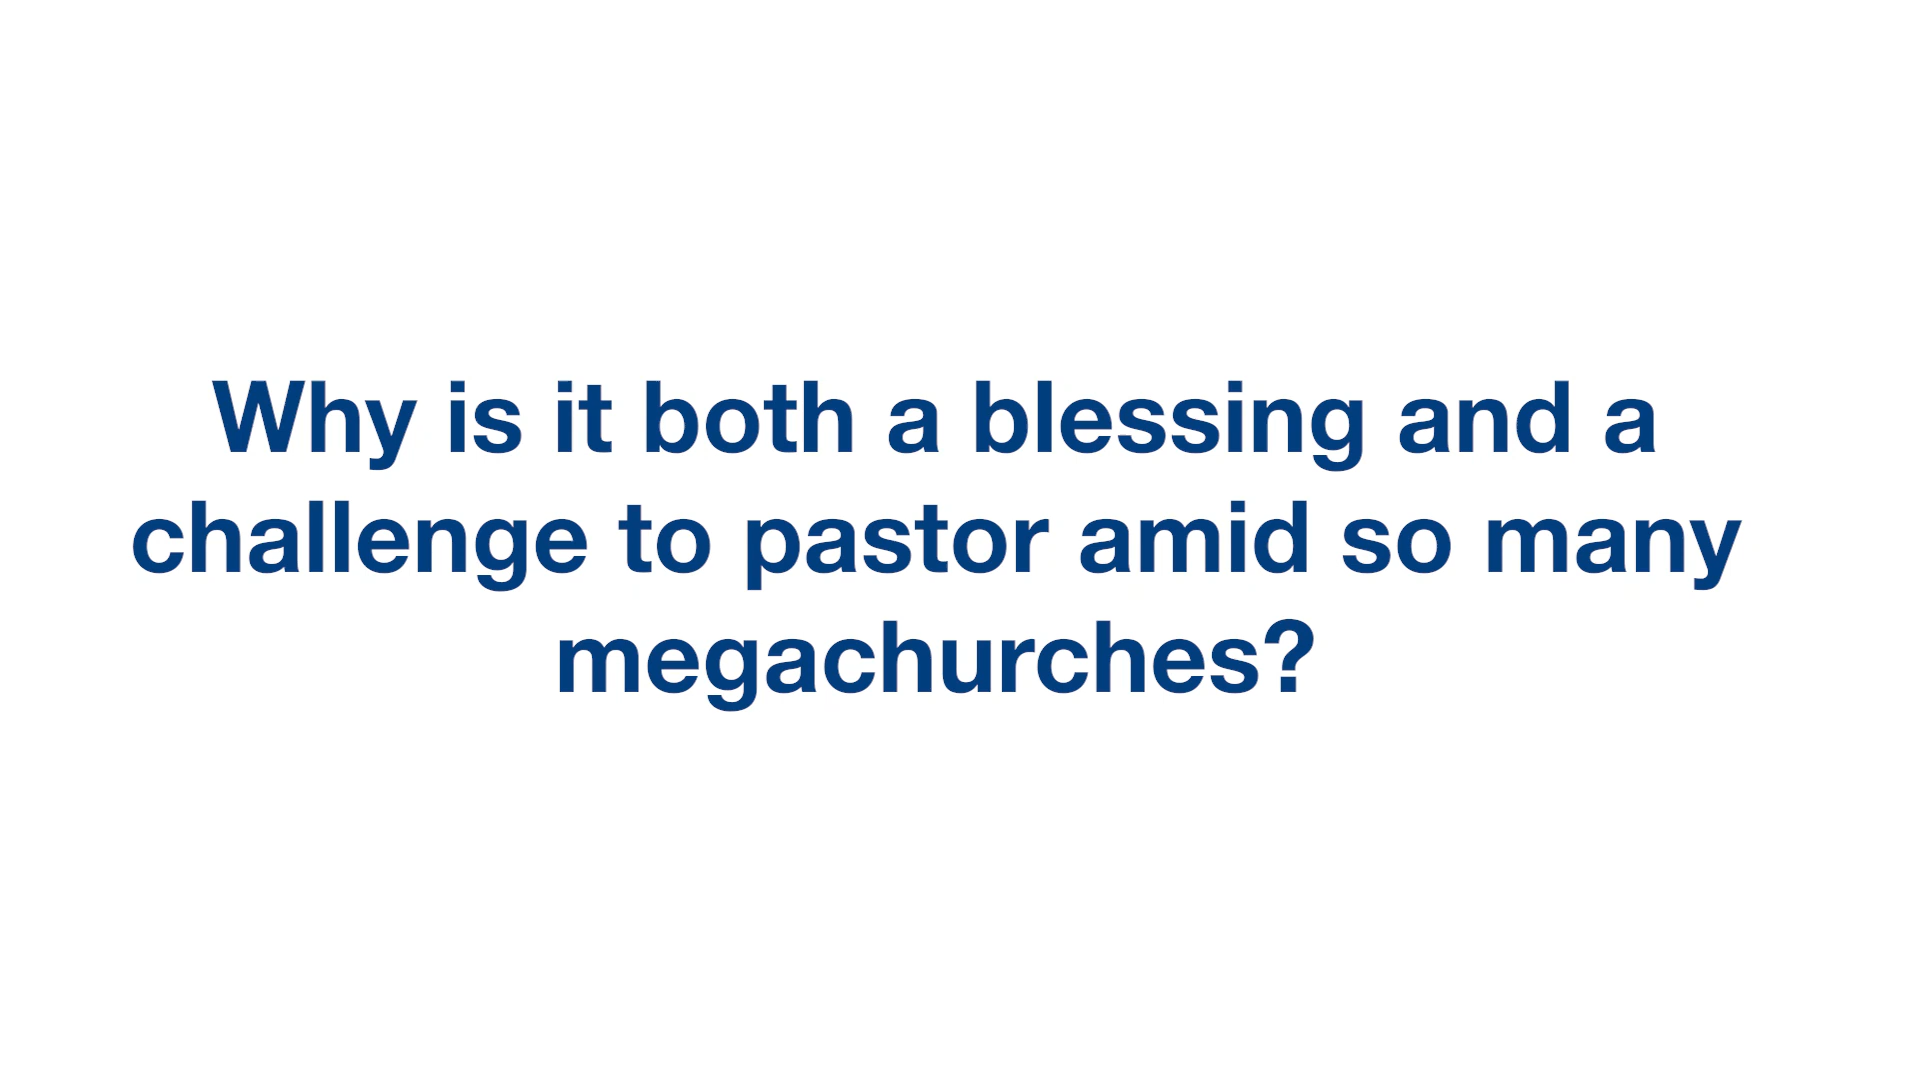 Why is it both a blessing and a
challenge to pastor amid so many
megachurches?